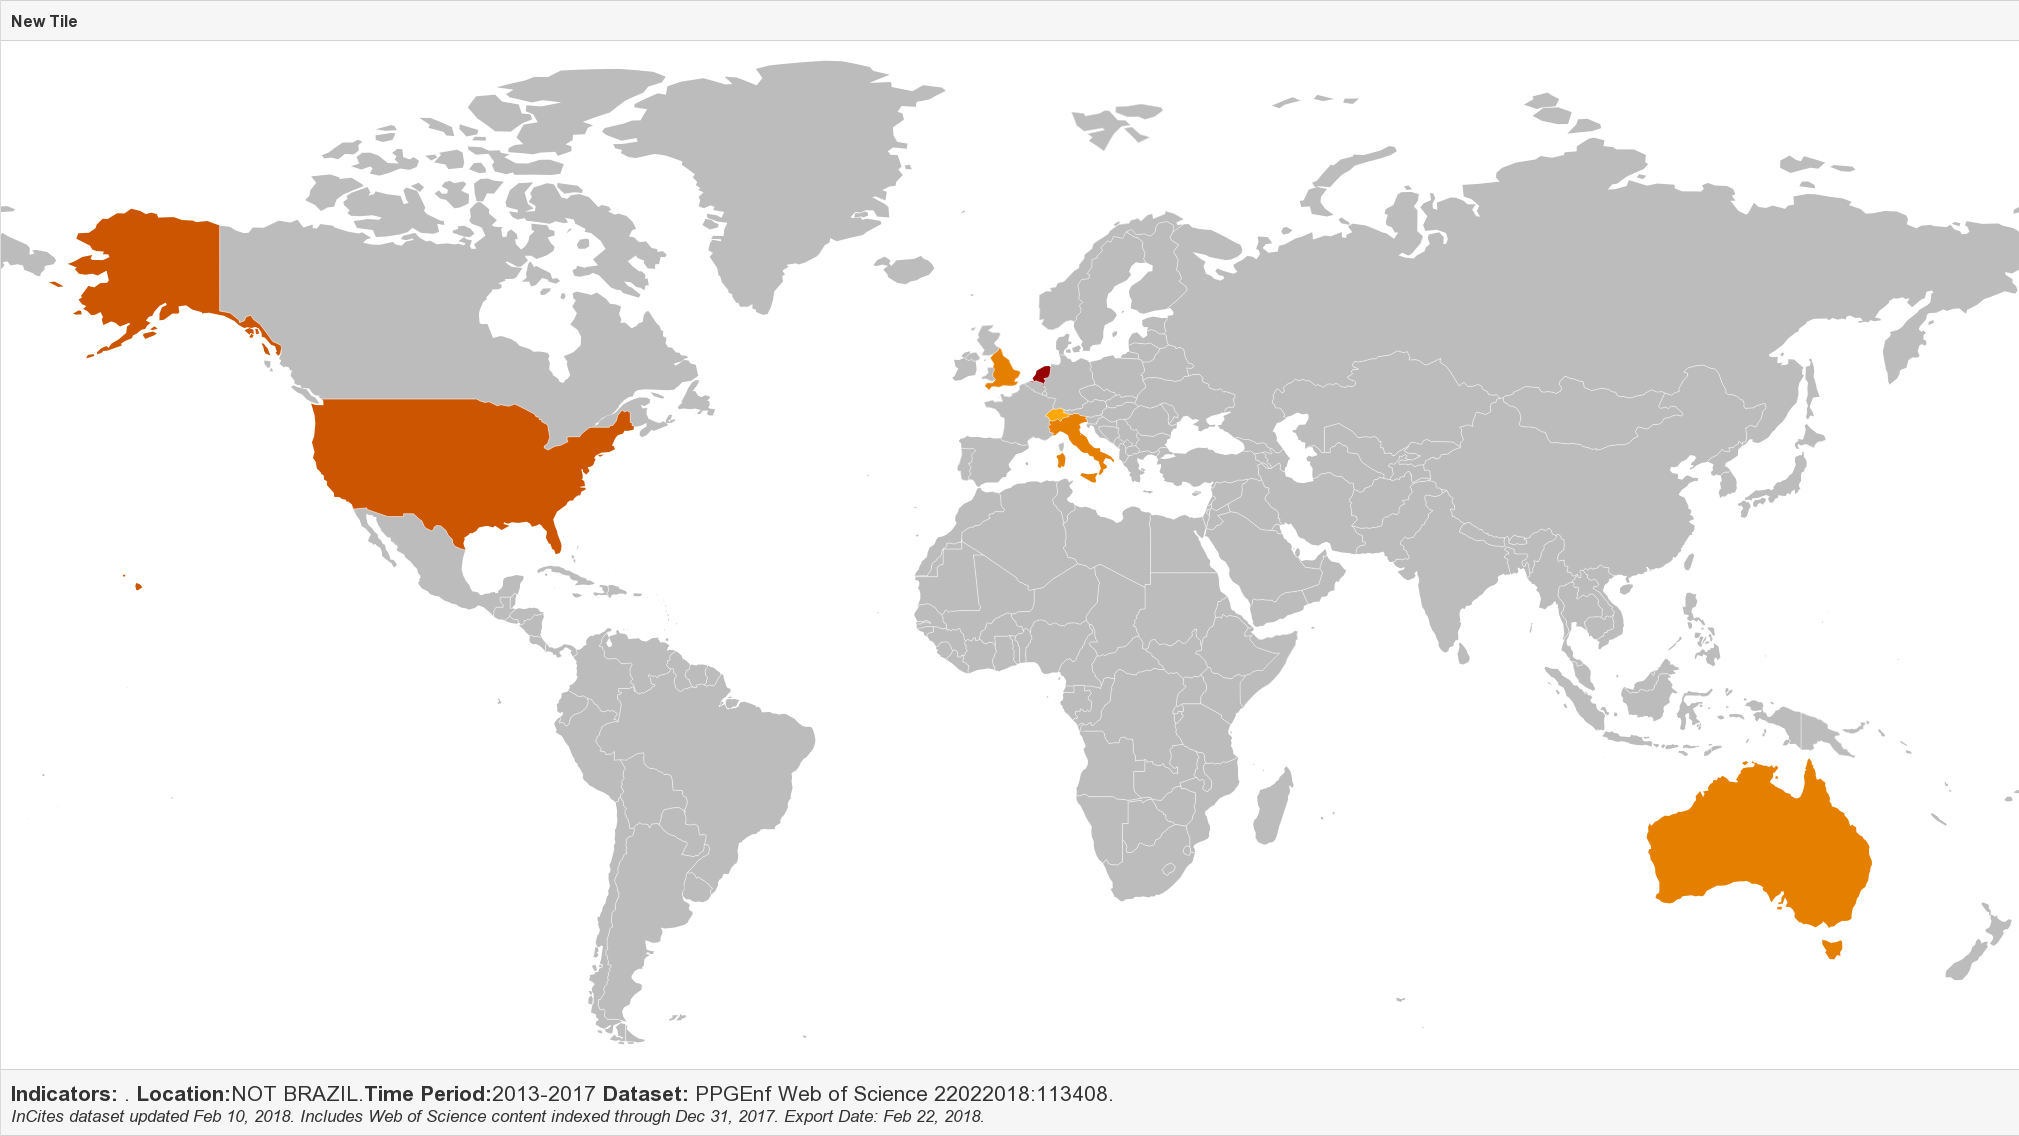 New Tile
Indicators: . Location:NOT BRAZIL.Time Period:2013-2017 Dataset: PPGEnf Web of Science 22022018:113408.
InCites dataset updated Feb 10, 2018. Includes Web of Science content indexed through Dec 31, 2017. Export Date: Feb 22, 2018.